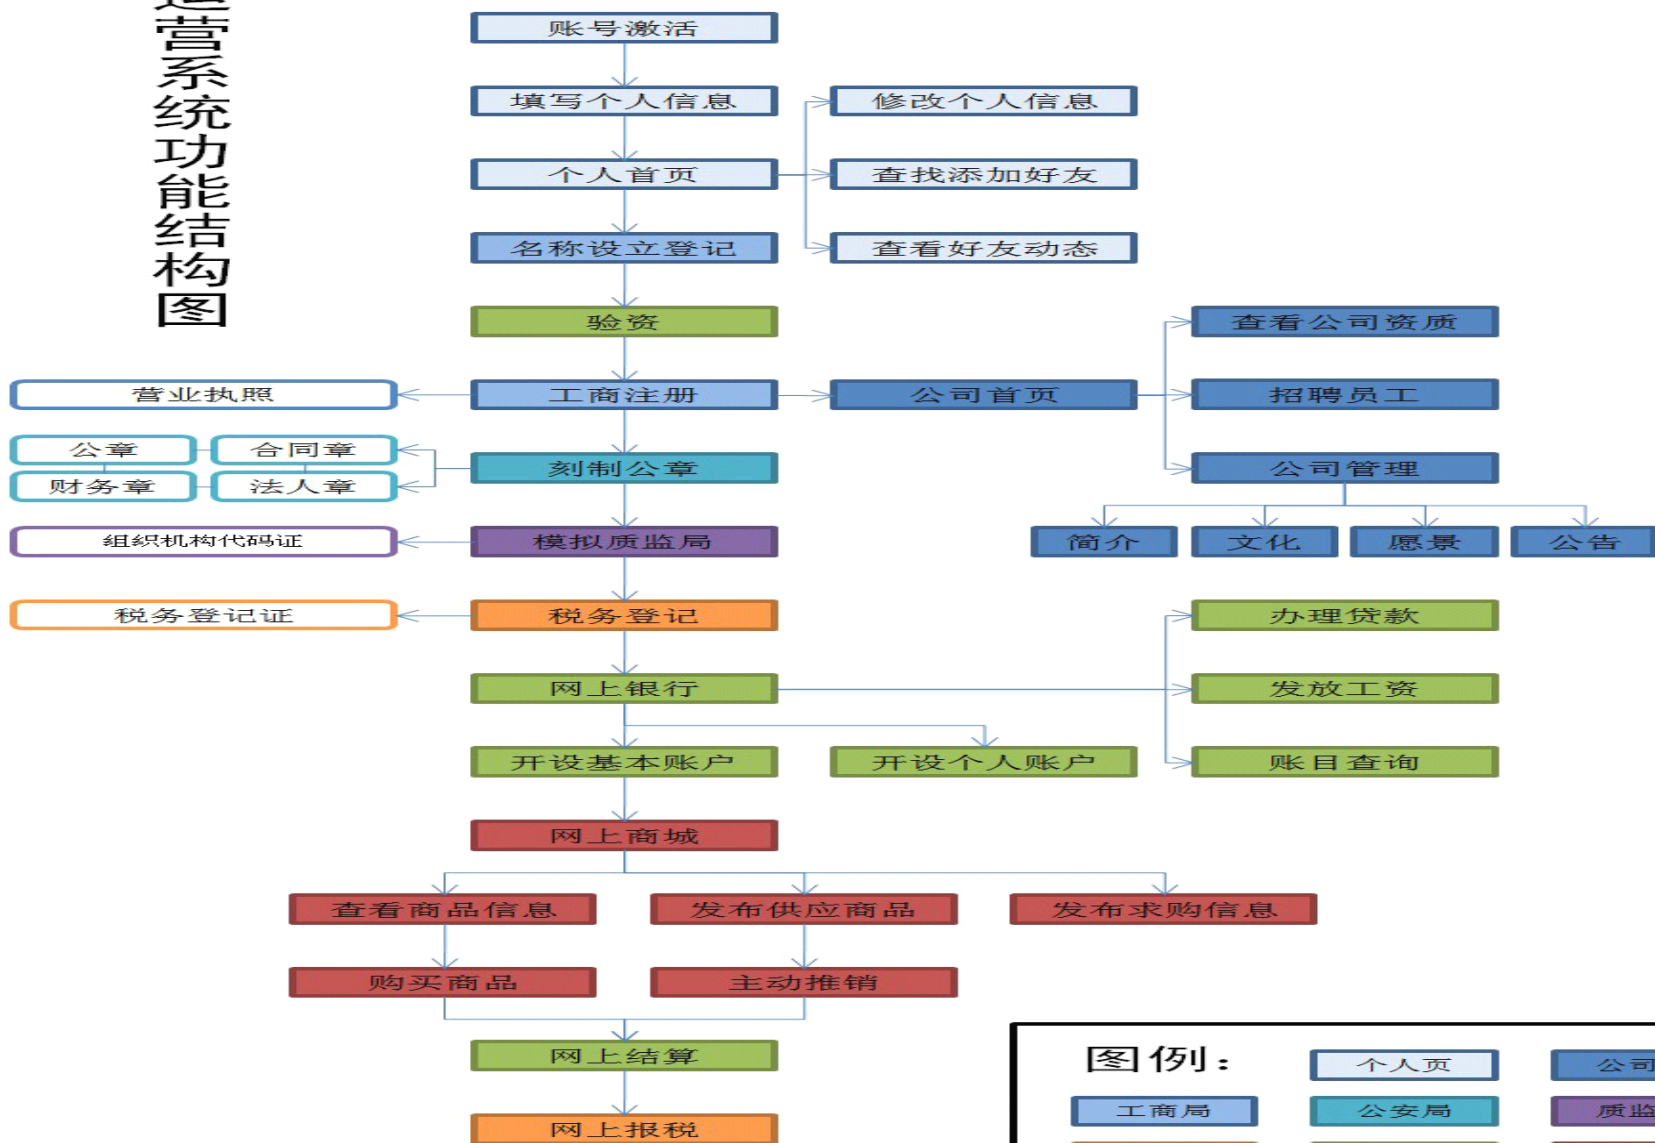 运营系统功能结构图
账号激活
填写个人信息
修改个人信息
个人首页
查找添加好友
名称设立登记
查看好友动态
验资
查看公司资质
营业执照
工商注册
公司首页
招聘员工
公章
合同章
刻制公章
公司管理
财务章
法人章
组织机构代码证
模拟质监局
简介
文化
愿景
公告
税务登记证
税务登记
办理贷款
网上银行
发放工资
开设基本账户
开设个人账户
账目查询
网上商城
查看商品信息
发布供应商品
发布求购信息
购买商品
主动推销
网上结算
网上报税
图例：
个人页
公司
工商局
公安局
质监